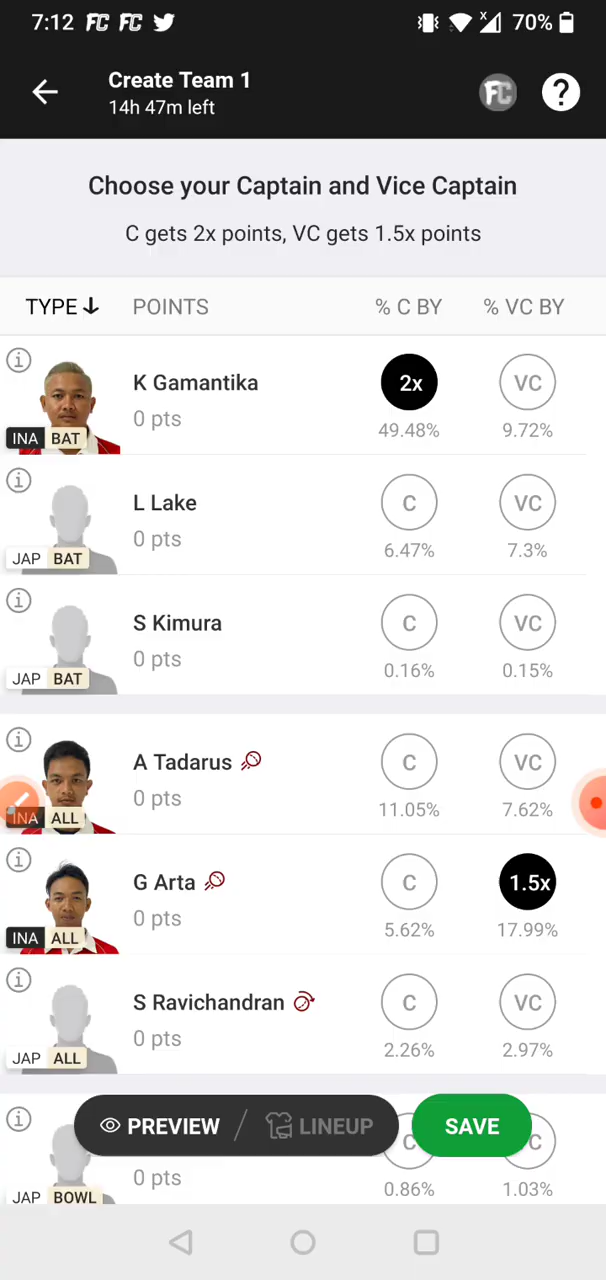 7:12 FC FC x 70%
Create Team 1
14h 47m left
FC ?
Choose your Captain and Vice Captain
C gets 2x points, VC gets 1.5x points
TYPE POINTS % C BY % VC BY
i K Gamantika 2x VC
INA BAT 0 pts 49.48% 9.72%
i L Lake C VC
JAP BAT 0 pts 6.47% 7.3%
i S Kimura C VC
JAP BAT 0 pts 0.16% 0.15%
i A Tadarus C VC
INA ALL 0 pts 11.05% 7.62%
i G Arta C 1.5x
INA ALL 0 pts 5.62% 17.99%
i S Ravichandran C VC
JAP ALL 0 pts 2.26% 2.97%
i PREVIEW / LINEUP C SAVE C
JAP BOWL 0 pts 0.86% 1.03%